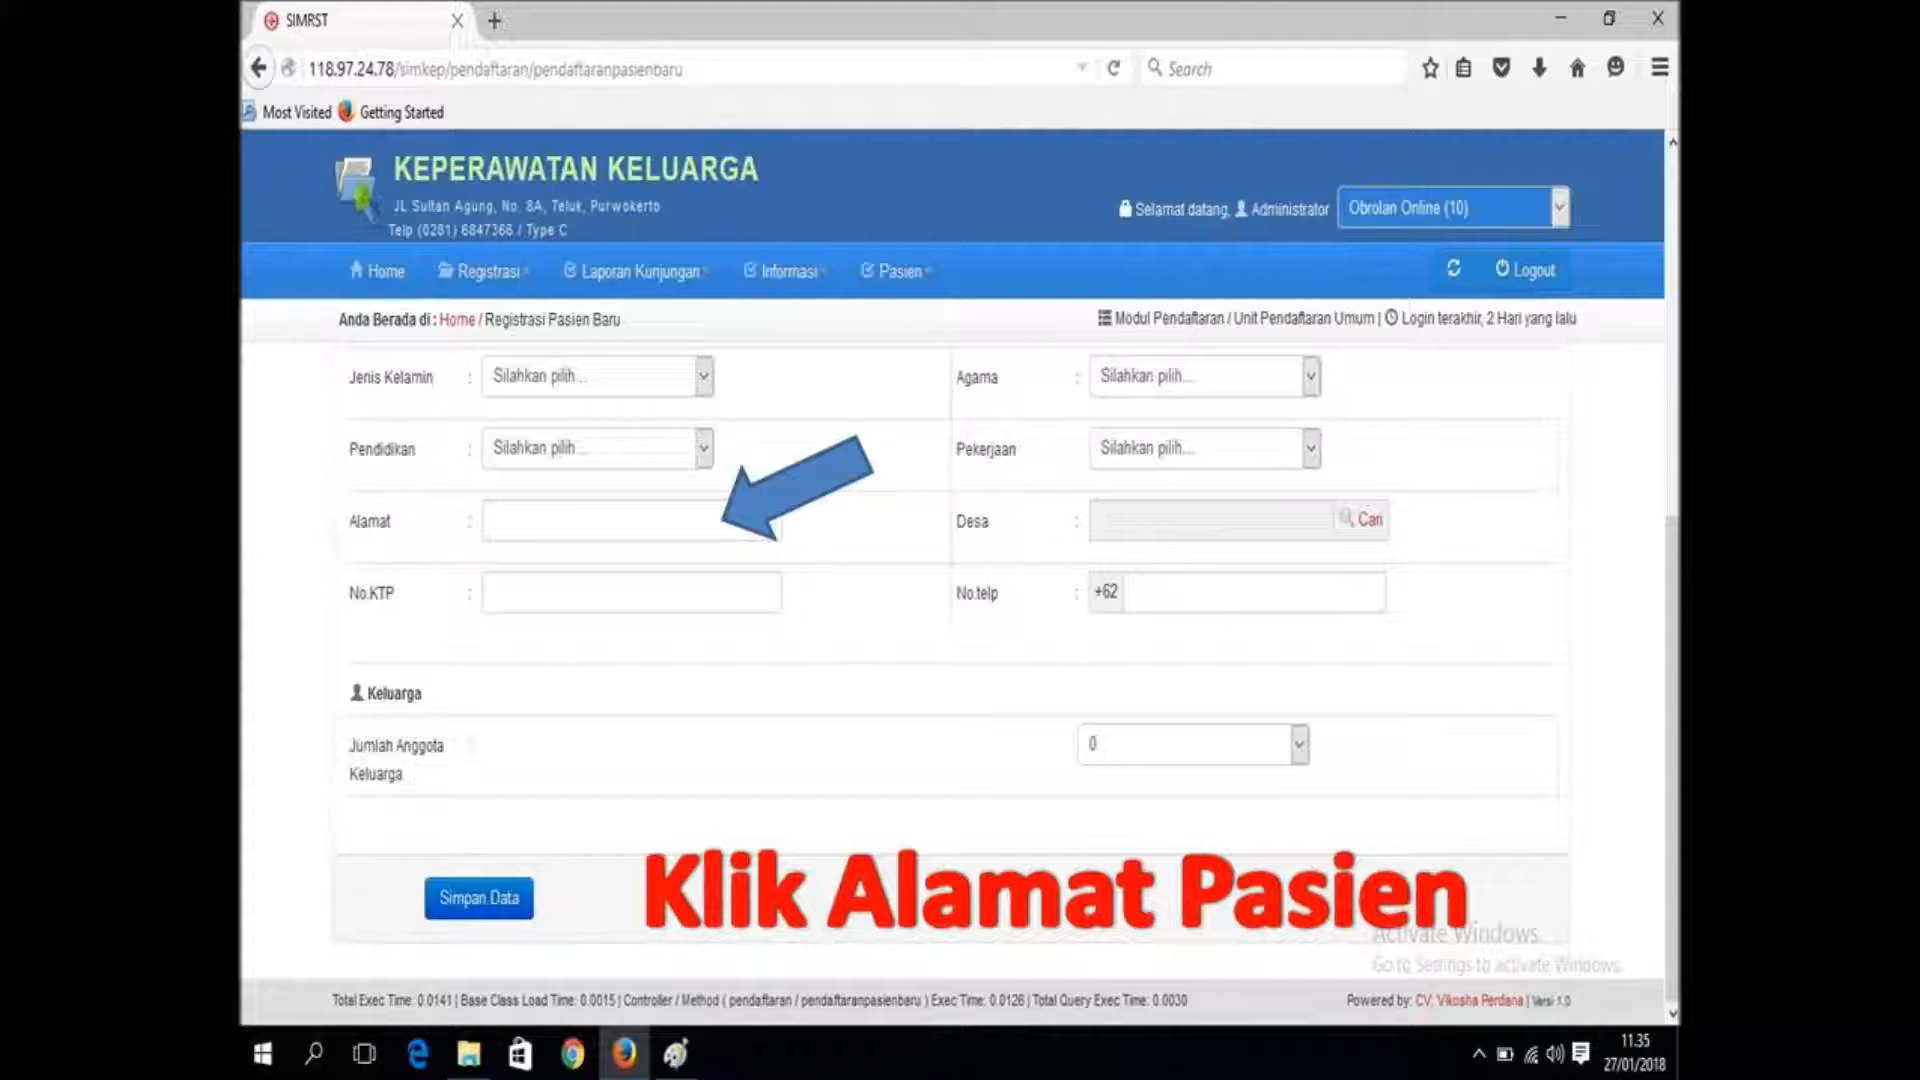 SIMRST
118.97.24.78/simkep/pendaftaran/pendaftaranpasienbaru
Search
Most Visited Getting Started
KEPERAWATAN KELUARGA
JL Sultan Agung, No. 8A, Teluk, Purwokerto
Telp (0281) 6847366 / Type C
Selamat datang, Administrator Obrolan Online (10)
Home Registrasi Laporan Kunjungan Informasi Pasien Logout
Anda Berada di : Home / Registrasi Pasien Baru
Modul Pendaftaran / Unit Pendaftaran Umum | Login terakhir, 2 Hari yang lalu
Jenis Kelamin : Silahkan pilih... Agama : Silahkan pilih...
Pendidikan : Silahkan pilih... Pekerjaan : Silahkan pilih...
Alamat : Desa : Cari
No.KTP : No.telp : +62
Keluarga
Jumlah Anggota Keluarga : 0
Simpan Data
Klik Alamat Pasien
Activate Windows
Go to Settings to activate Windows.
Total Exec Time: 0.0141 | Base Class Load Time: 0.0015 | Controller / Method ( pendaftaran / pendaftaranpasienbaru ) Exec Time: 0.0126 | Total Query Exec Time: 0.0030
Powered by: CV. Vikosha Perdana | Versi 1.0
11.35
27/01/2018